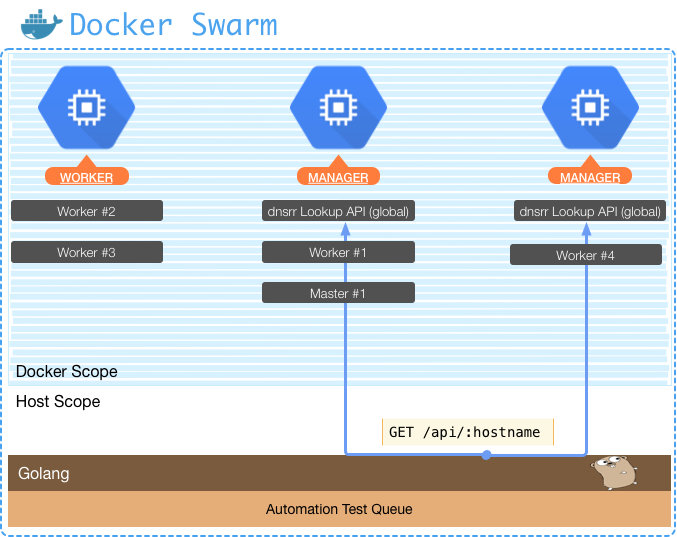 Docker Swarm
WORKER
MANAGER
MANAGER
Worker #2
dnsrr Lookup API (global)
dnsrr Lookup API (global)
Worker #3
Worker #1
Worker #4
Master #1
Docker Scope
Host Scope
GET /api/:hostname
Golang
Automation Test Queue